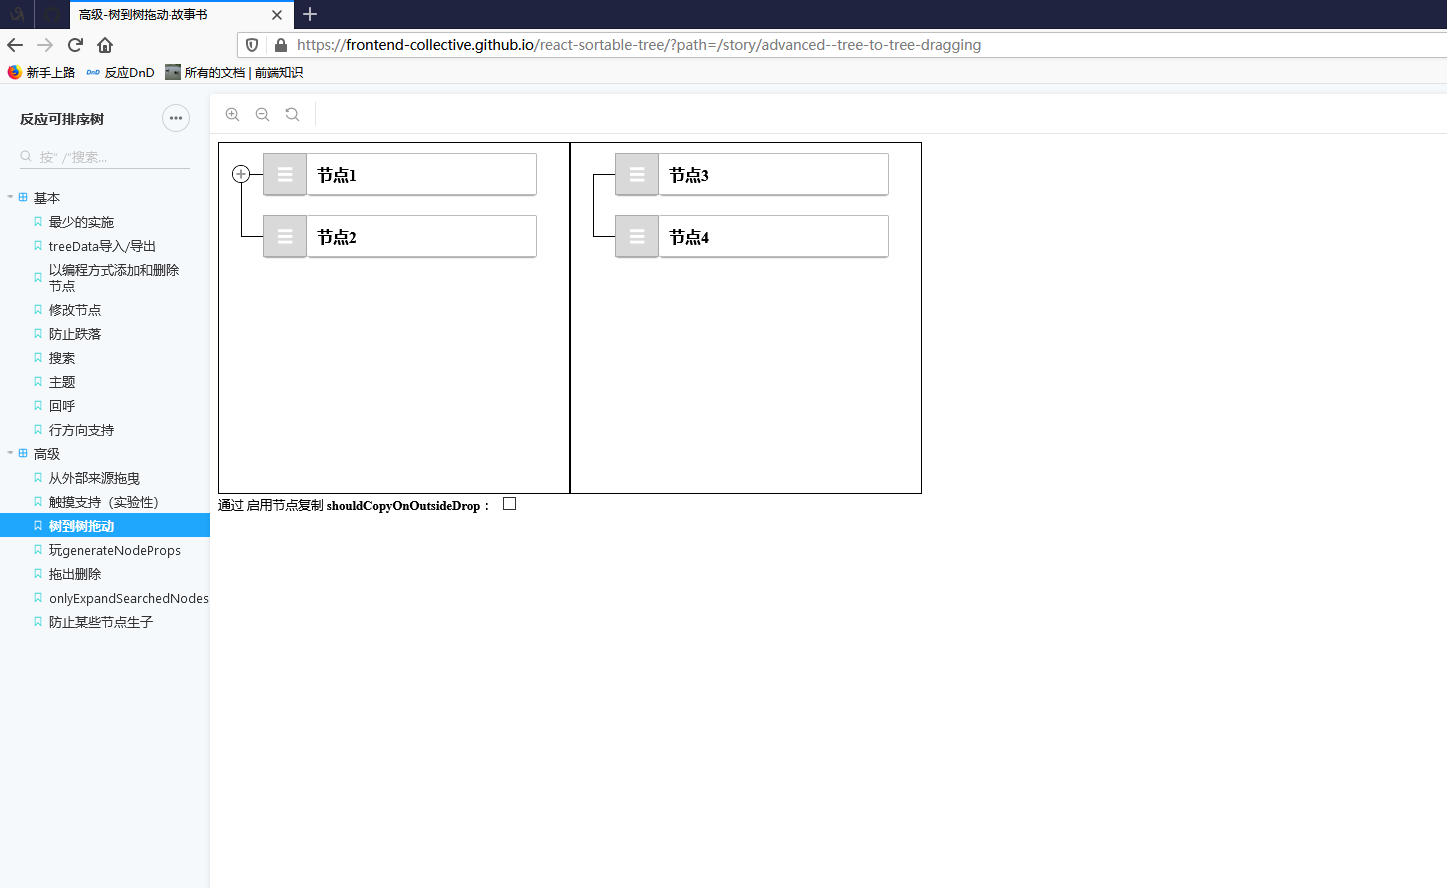 高级-树到树拖动·故事书
https://frontend-collective.github.io/react-sortable-tree/?path=/story/advanced--tree-to-tree-dragging
新手上路 DnD 反应DnD 所有的文档 | 前端知识
反应可排序树
按“ /”搜索...
基本
最少的实施
treeData导入/导出
以编程方式添加和删除
节点
修改节点
防止跌落
搜索
主题
回呼
行方向支持
高级
从外部来源拖曳
触摸支持（实验性）
树到树拖动
玩generateNodeProps
拖出删除
onlyExpandSearchedNodes
防止某些节点生子
节点1
节点2
节点3
节点4
通过 启用节点复制 shouldCopyOnOutsideDrop：